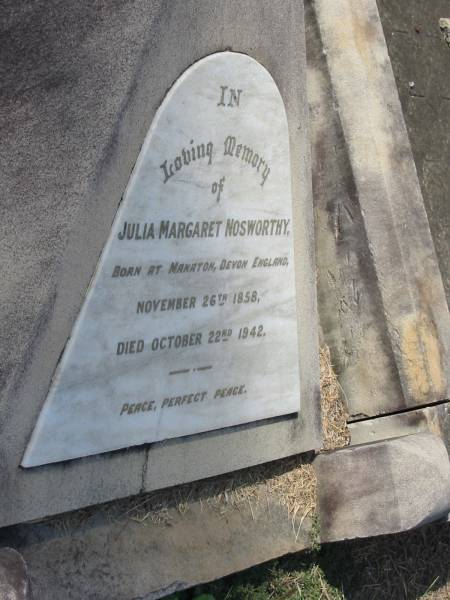 IN
Loving Memory
of
JULIA MARGARET NOSWORTHY,
BORN AT MANATON, DEVON ENGLAND,
NOVEMBER 26TH 1858,
DIED OCTOBER 22ND 1942.
PEACE, PERFECT PEACE.